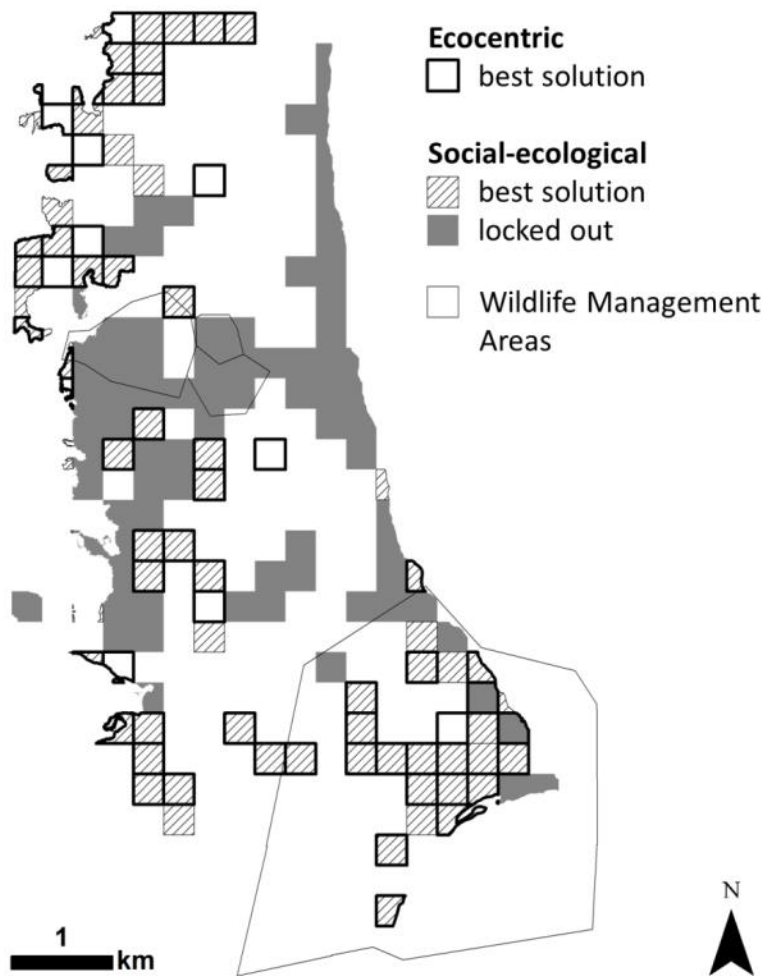 Ecocentric
best solution
Social-ecological
best solution
locked out
Wildlife Management
Areas
N
1
km